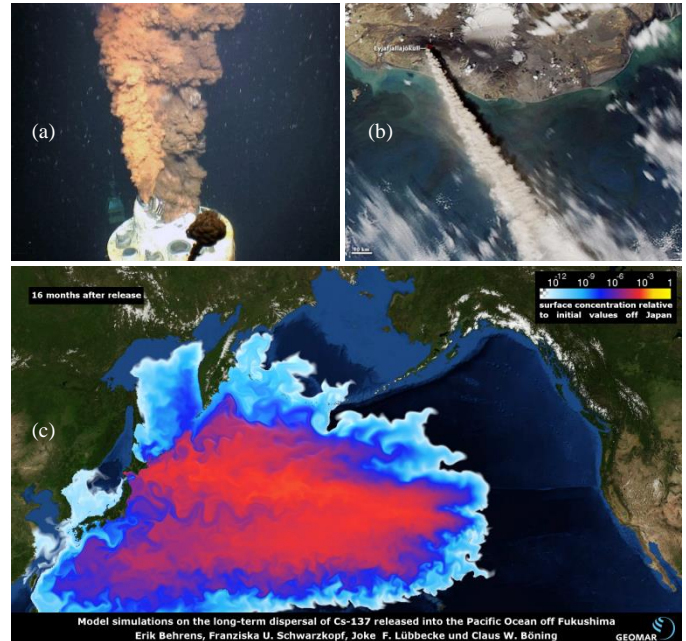 (a)
(b)
Eyjafjallajökull
10 km
16 months after release
10⁻¹² 10⁻⁹ 10⁻⁶ 10⁻³ 1
surface concentration relative
to initial values off Japan
(c)
Model simulations on the long-term dispersal of Cs-137 released into the Pacific Ocean off Fukushima
Erik Behrens, Franziska U. Schwarzkopf, Joke F. Lübbecke und Claus W. Böning
GEOMAR